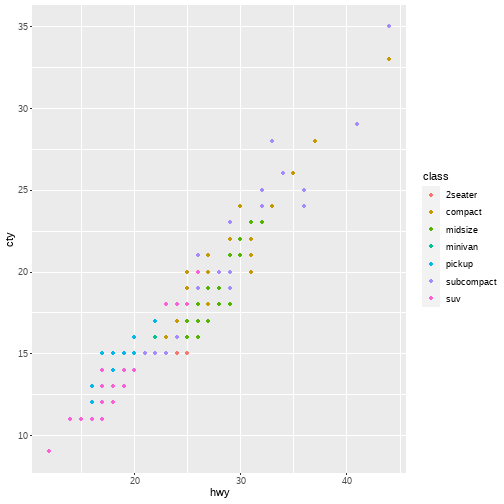 35
30
25
20
15
10
cty
20
30
40
hwy
class
2seater
compact
midsize
minivan
pickup
subcompact
suv